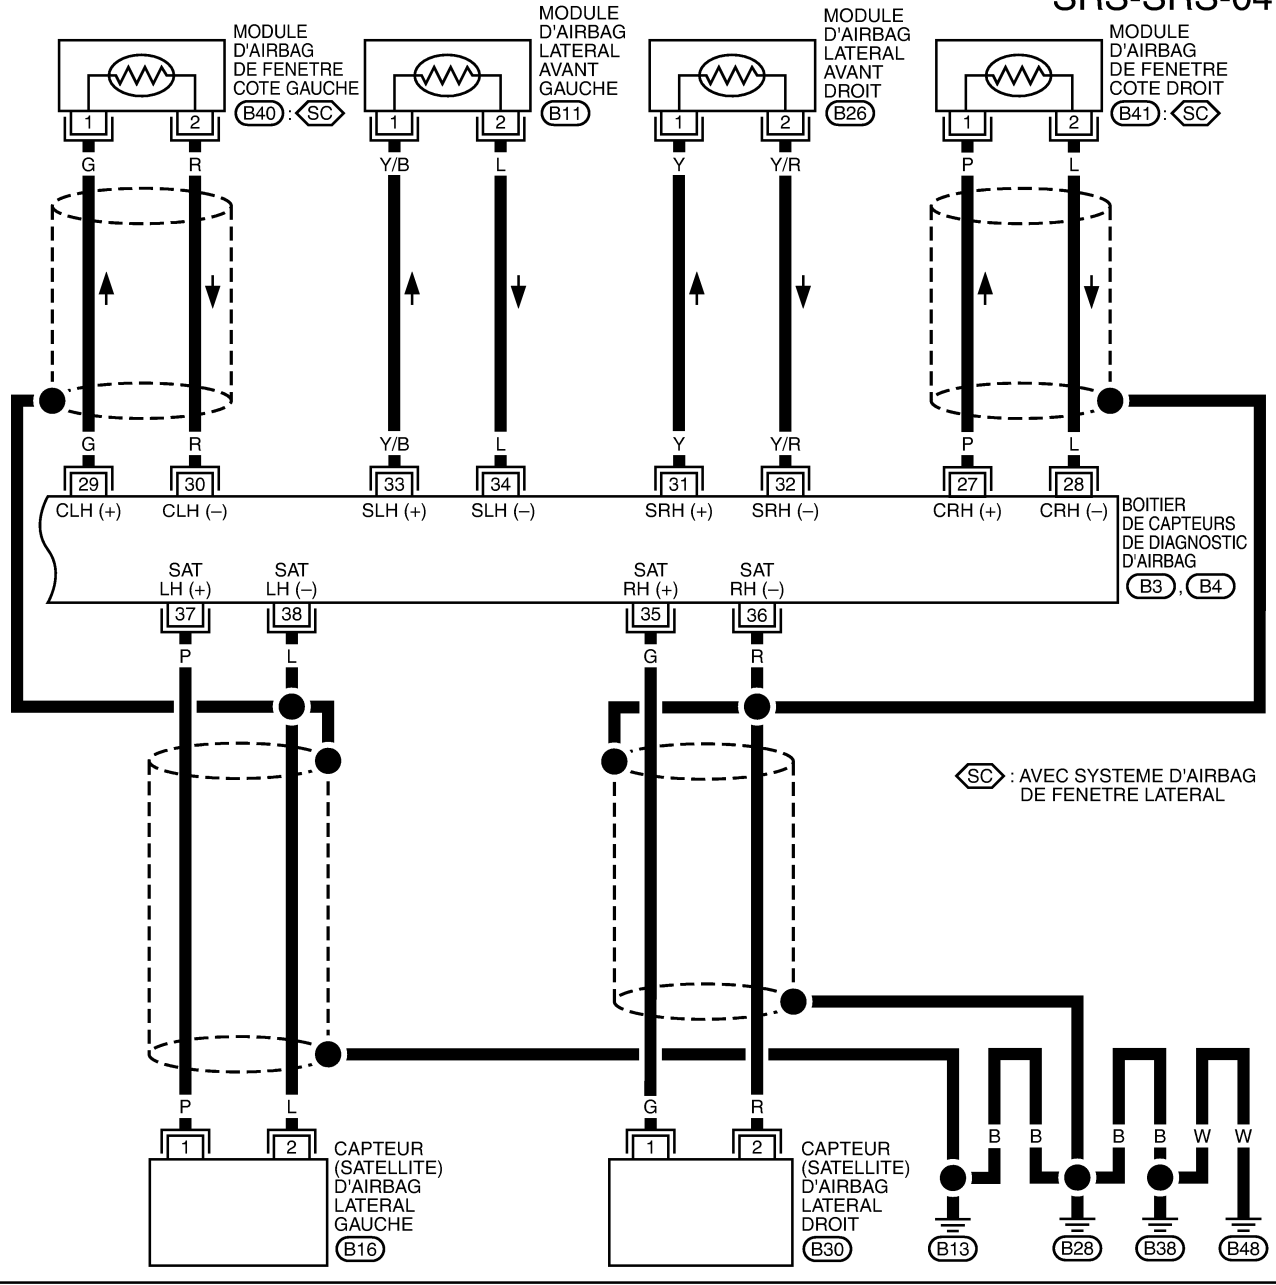 SRS-SRS-04
MODULE
D'AIRBAG
DE FENETRE
COTE GAUCHE
B40 : SC
MODULE
D'AIRBAG
LATERAL
AVANT
GAUCHE
B11
MODULE
D'AIRBAG
LATERAL
AVANT
DROIT
B26
MODULE
D'AIRBAG
DE FENETRE
COTE DROIT
B41 : SC
1 2 1 2 1 2 1 2
G R Y/B L Y Y/R P L
G R Y/B L Y Y/R P L
29 30 33 34 31 32 27 28
CLH (+) CLH (–) SLH (+) SLH (–) SRH (+) SRH (–) CRH (+) CRH (–)
BOITIER
DE CAPTEURS
DE DIAGNOSTIC
D'AIRBAG
B3 , B4
SAT
LH (+)
SAT
LH (–)
SAT
RH (+)
SAT
RH (–)
37 38 35 36
P L G R
SC : AVEC SYSTEME D'AIRBAG
DE FENETRE LATERAL
P L G R
1 2 1 2
B B B B W W
CAPTEUR
(SATELLITE)
D'AIRBAG
LATERAL
GAUCHE
B16
CAPTEUR
(SATELLITE)
D'AIRBAG
LATERAL
DROIT
B30
B13 B28 B38 B48